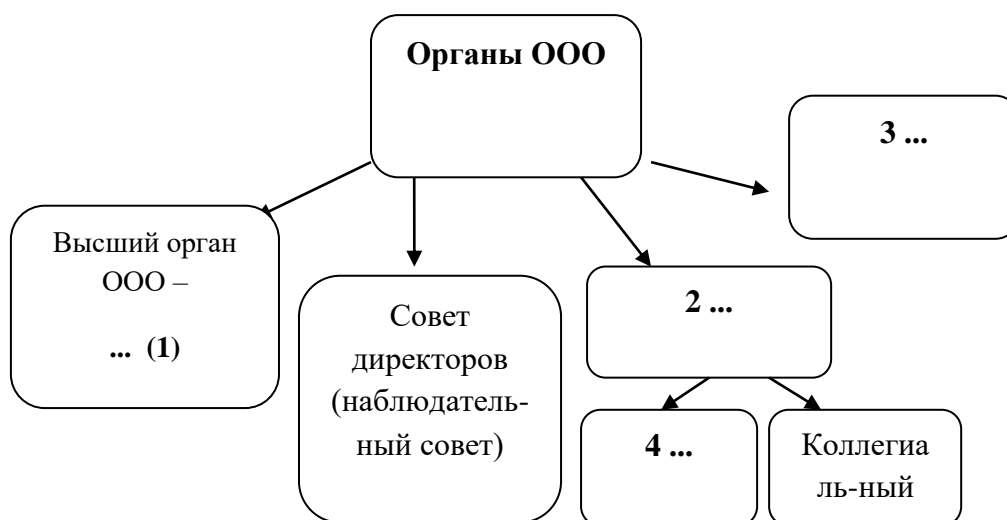 Органы ООО
3 ...
Высший орган
ООО –
... (1)
Совет
директоров
(наблюдатель-
ный совет)
2 ...
4 ...
Коллегиа
ль-ный